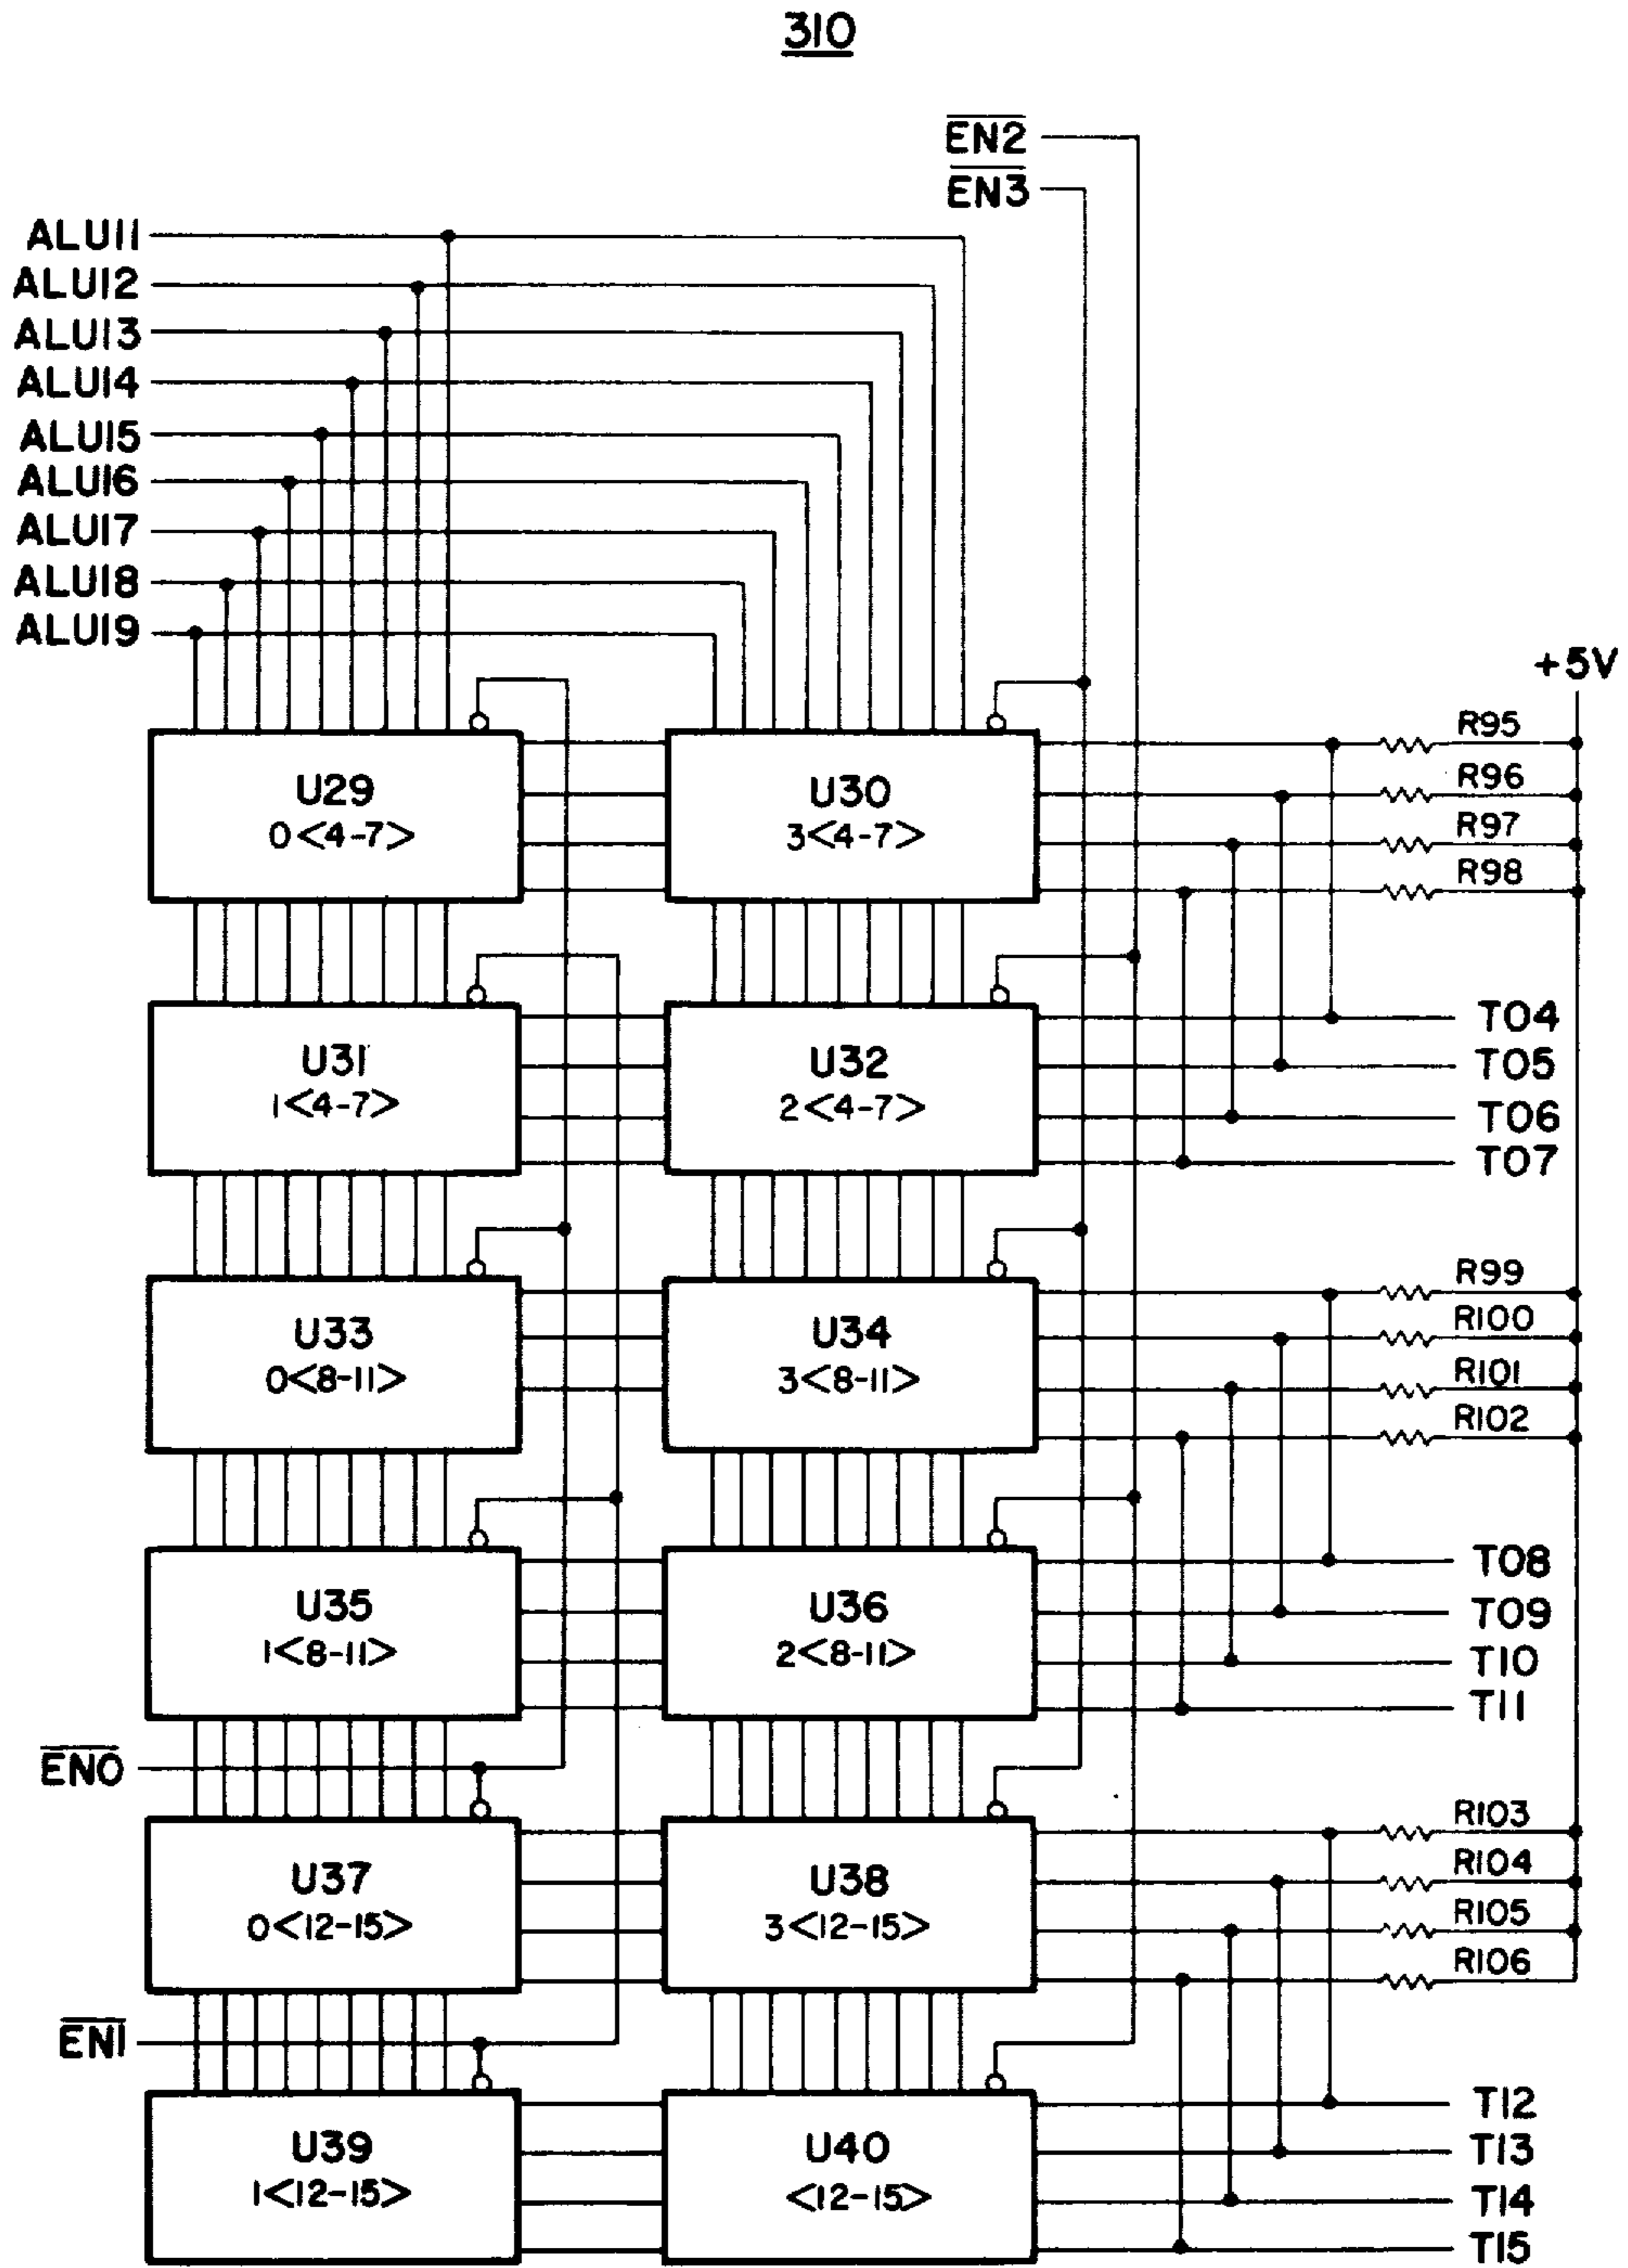 310
EN2
EN3
ALU11
ALU12
ALU13
ALU14
ALU15
ALU16
ALU17
ALU18
ALU19
+5V
U29
0<4-7>
U30
3<4-7>
R95
R96
R97
R98
U31
1<4-7>
U32
2<4-7>
T04
T05
T06
T07
U33
0<8-11>
U34
3<8-11>
R99
R100
R101
R102
U35
1<8-11>
U36
2<8-11>
T08
T09
T10
T11
EN0
U37
0<12-15>
U38
3<12-15>
R103
R104
R105
R106
EN1
U39
1<12-15>
U40
<12-15>
T12
T13
T14
T15